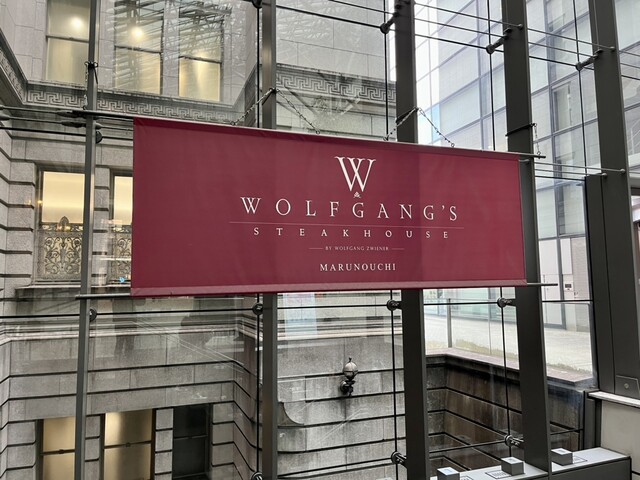 W
WOLFGANG'S
STEAKHOUSE
BY WOLFGANG ZWIENER
MARUNOUCHI